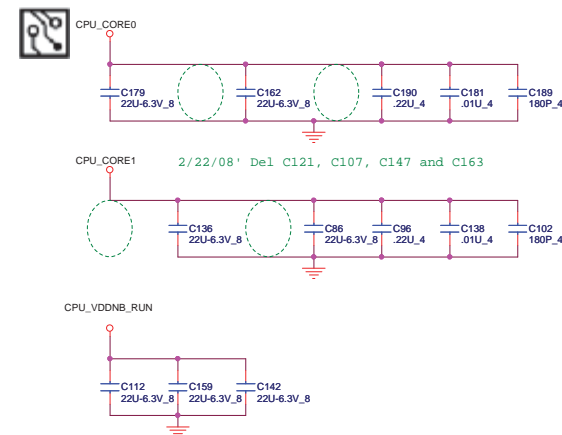 CPU_CORE0
C179 C162 C190 C181 C189
22U-6.3V_8 22U-6.3V_8 .22U_4 .01U_4 180P_4
CPU_CORE1 2/22/08' Del C121, C107, C147 and C163
C136 C86 C96 C138 C102
22U-6.3V_8 22U-6.3V_8 .22U_4 .01U_4 180P_4
CPU_VDDNB_RUN
C112 C159 C142
22U-6.3V_8 22U-6.3V_8 22U-6.3V_8